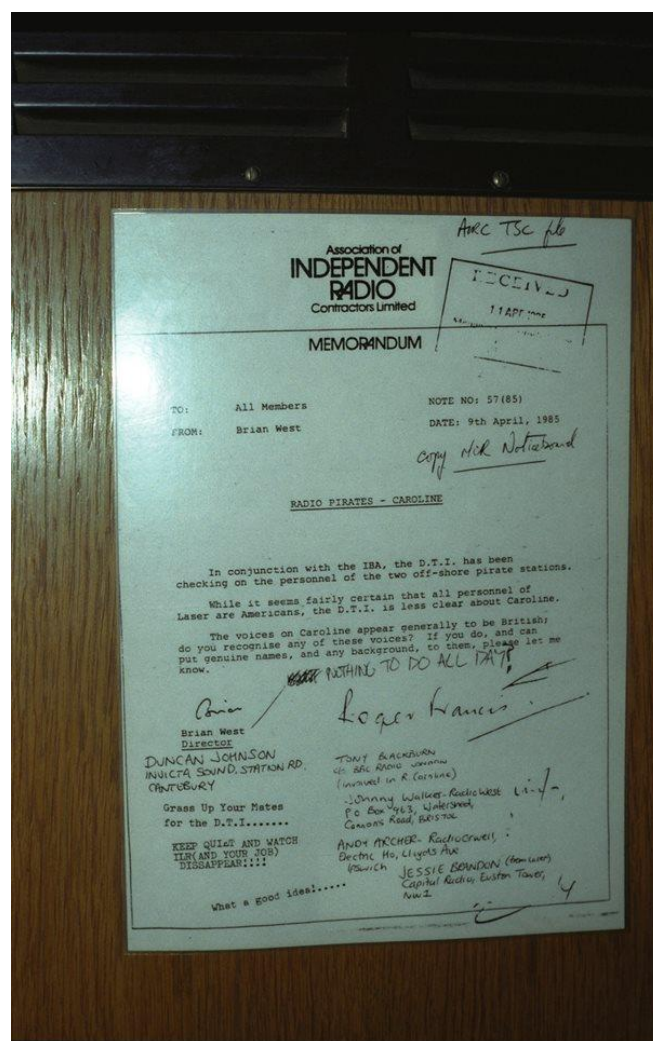 AIRC TSC file
Association of
INDEPENDENT
RADIO
Contractors Limited
RECEIVED
11 APR
MEMORANDUM
TO: All Members
NOTE NO: 57(85)
FROM: Brian West
DATE: 9th April, 1985
copy MCR Noticeboard
RADIO PIRATES - CAROLINE
In conjunction with the IBA, the D.T.I. has been
checking on the personnel of the two off-shore pirate stations.
While it seems fairly certain that all personnel of
Laser are Americans, the D.T.I. is less clear about Caroline.
The voices on Caroline appear generally to be British;
do you recognise any of these voices? If you do, and can
put genuine names, and any background, to them, please let me
know.
NOTHING TO DO ALL DAY?
Brian
Roger Francis
Brian West
Director
DUNCAN JOHNSON
INVICTA SOUND, STATION RD.
CANTEBURY
Grass Up Your Mates
for the D.T.I.......
KEEP QUIET AND WATCH
ILR(AND YOUR JOB)
DISSAPPEAR!!!!
What a good idea!.....
TONY BLACKBURN
c/o BBC RADIO London
(involved in R. Caroline)
Johnny Walker - Radio West
P O Box 963, Watershed,
Canons Road, BRISTOL
ANDY ARCHER - Radio Orwell,
Electric Ho, Lloyds Ave
Ipswich
JESSIE BRANDON
Capital Radio, Euston Tower,
NW1